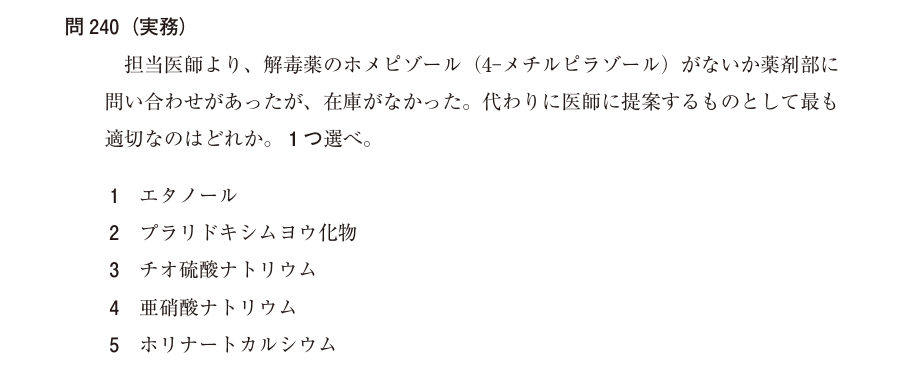 問 240（実務）
担当医師より、解毒薬のホメピゾール（4-メチルピラゾール）がないか薬剤部に
問い合わせがあったが、在庫がなかった。代わりに医師に提案するものとして最も
適切なのはどれか。1つ選べ。
1 エタノール
2 プラリドキシムヨウ化物
3 チオ硫酸ナトリウム
4 亜硝酸ナトリウム
5 ホリナートカルシウム